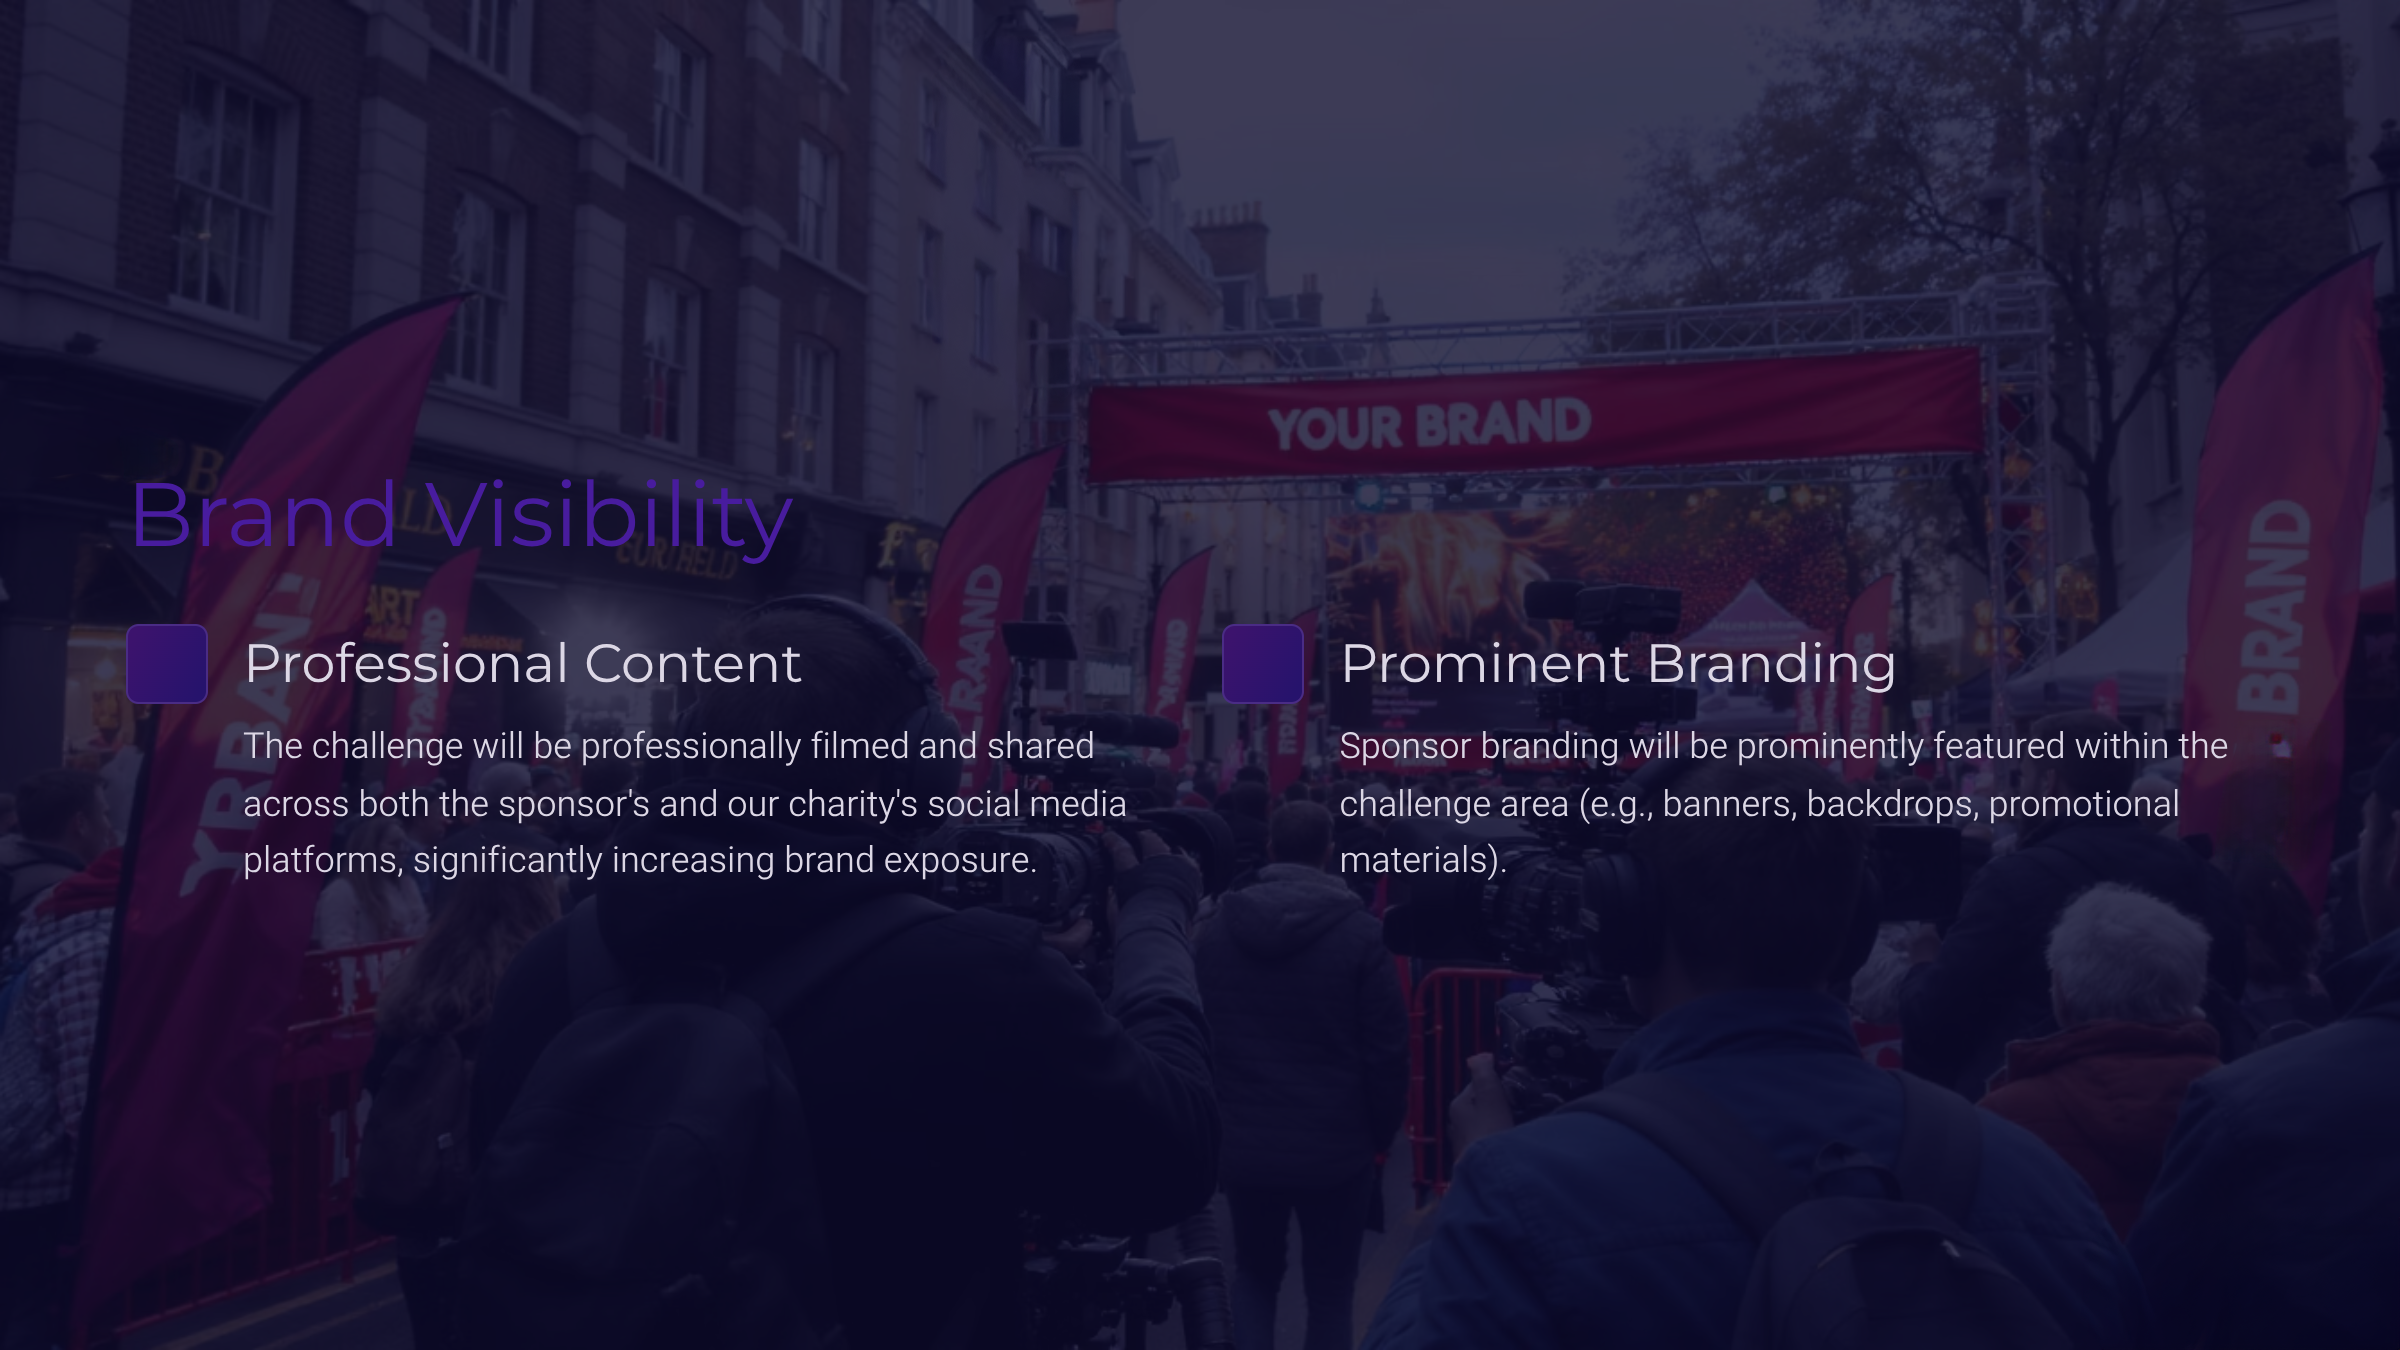 YOUR BRAND
Brand Visibility
ART
BRAND
Professional Content
The challenge will be professionally filmed and shared
across both the sponsor's and our charity's social media
platforms, significantly increasing brand exposure.
Prominent Branding
Sponsor branding will be prominently featured within the
challenge area (e.g., banners, backdrops, promotional
materials).